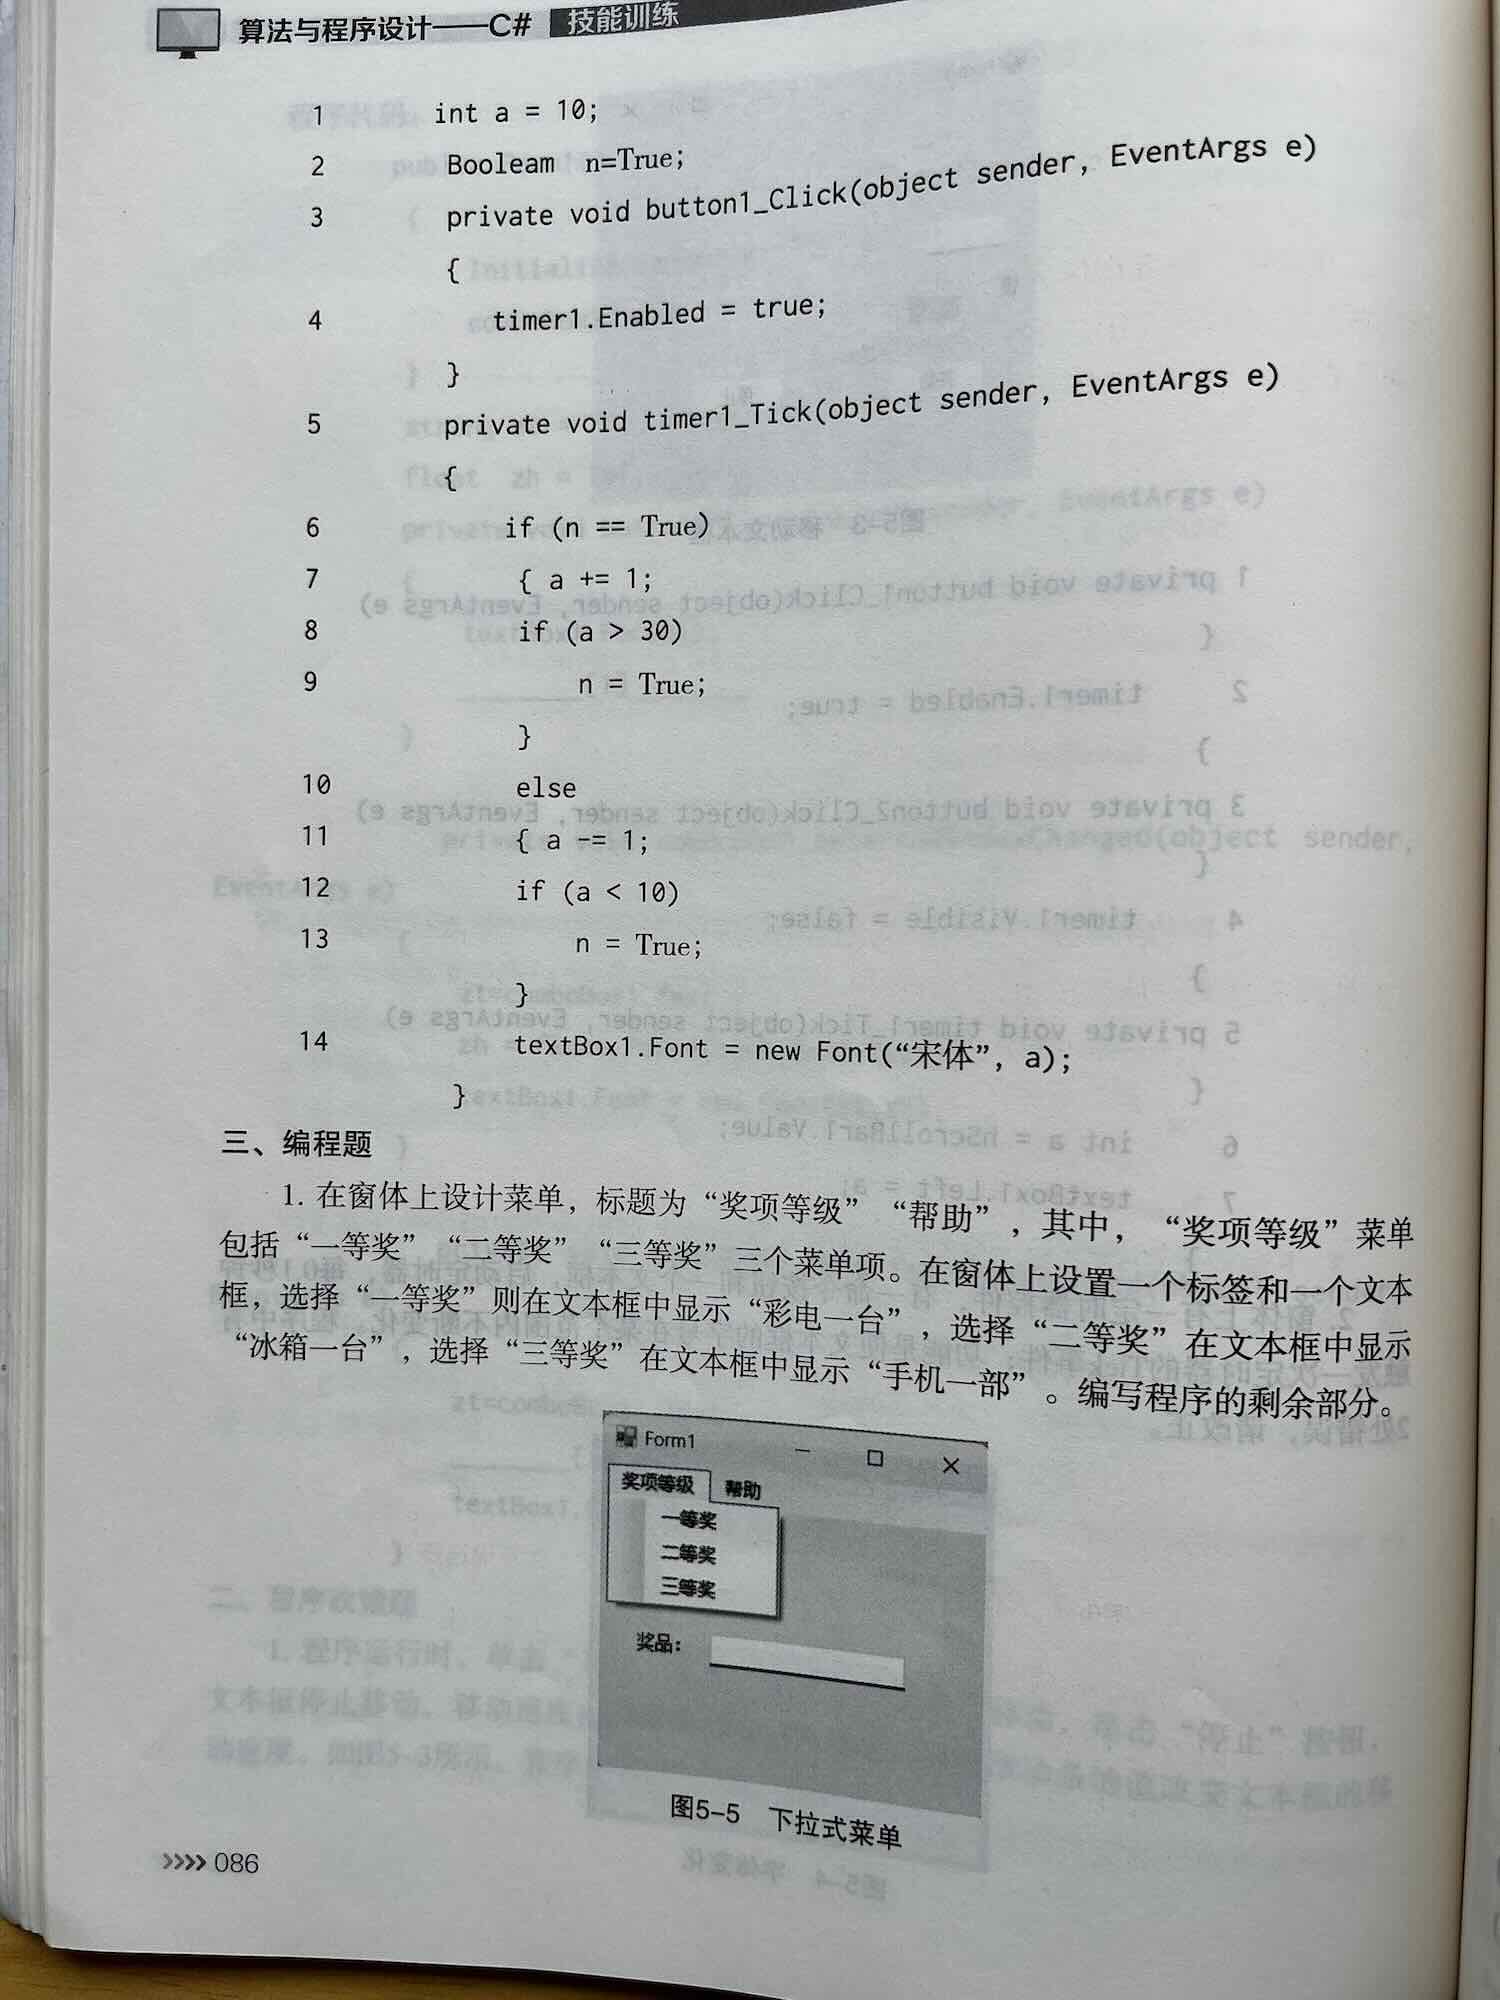 算法与程序设计——C# 技能训练
1 int a = 10;
2 Booleam n=True;
3 private void button1_Click(object sender, EventArgs e)
{
4 timer1.Enabled = true;
}
5 private void timer1_Tick(object sender, EventArgs e)
{
6 if (n == True)
7 { a += 1;
8 if (a > 30)
9 n = True;
}
10 else
11 { a -= 1;
12 if (a < 10)
13 n = True;
}
14 textBox1.Font = new Font(“宋体”, a);
}
三、编程题
1. 在窗体上设计菜单，标题为“奖项等级”“帮助”，其中，“奖项等级”菜单
包括“一等奖”“二等奖”“三等奖”三个菜单项。在窗体上设置一个标签和一个文本
框，选择“一等奖”则在文本框中显示“彩电一台”，选择“二等奖”在文本框中显示
“冰箱一台”，选择“三等奖”在文本框中显示“手机一部”。编写程序的剩余部分。
Form1
奖项等级 帮助
一等奖
二等奖
三等奖
奖品：
图5-5 下拉式菜单
>>>> 086